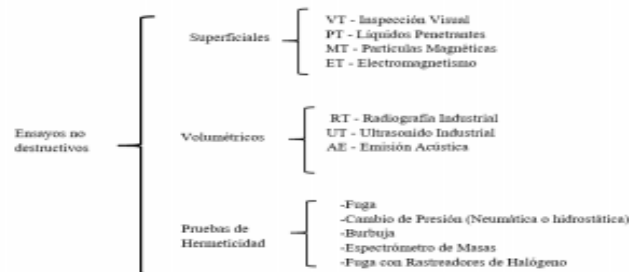 Ensayos no
destructivos
Superficiales
VT - Inspección Visual
PT - Líquidos Penetrantes
MT - Partículas Magnéticas
ET - Electromagnetismo
Volumétricos
RT - Radiografía Industrial
UT - Ultrasonido Industrial
AE - Emisión Acústica
Pruebas de
Hermeticidad
-Fuga
-Cambio de Presión (Neumática o hidrostática)
-Burbuja
-Espectrómetro de Masas
-Fuga con Rastreadores de Halógeno